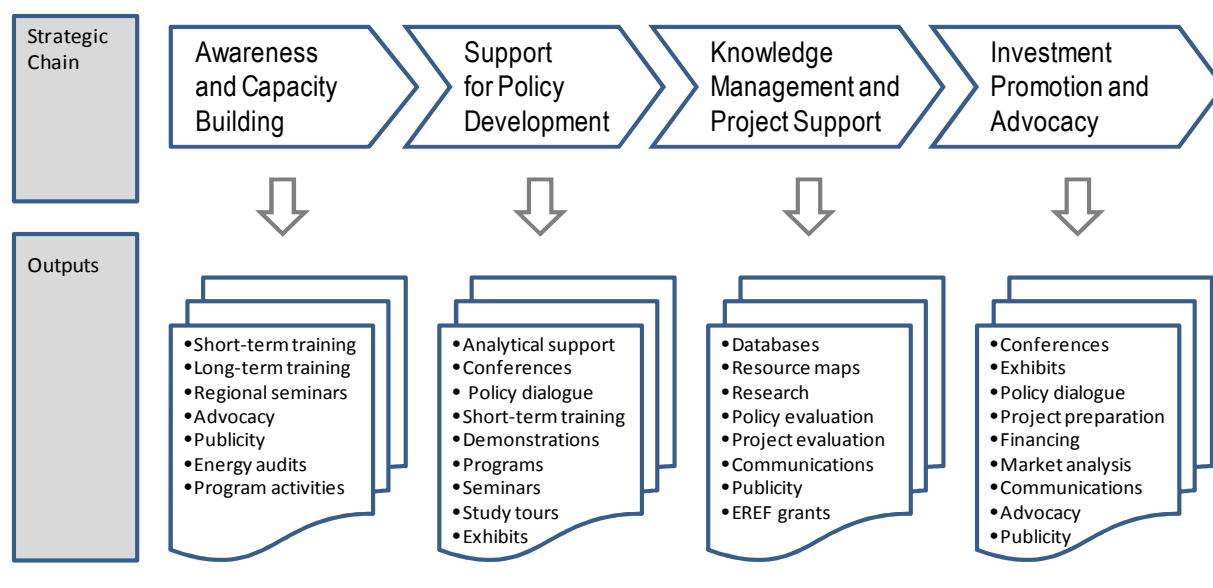 Strategic
Chain
Awareness
and Capacity
Building
Support
for Policy
Development
Knowledge
Management and
Project Support
Investment
Promotion and
Advocacy
Outputs
•Short-term training
•Long-term training
•Regional seminars
•Advocacy
•Publicity
•Energy audits
•Program activities
•Analytical support
•Conferences
• Policy dialogue
•Short-term training
•Demonstrations
•Programs
•Seminars
•Study tours
•Exhibits
•Databases
•Resource maps
•Research
•Policy evaluation
•Project evaluation
•Communications
•Publicity
•EREF grants
•Conferences
•Exhibits
•Policy dialogue
•Project preparation
•Financing
•Market analysis
•Communications
•Advocacy
•Publicity